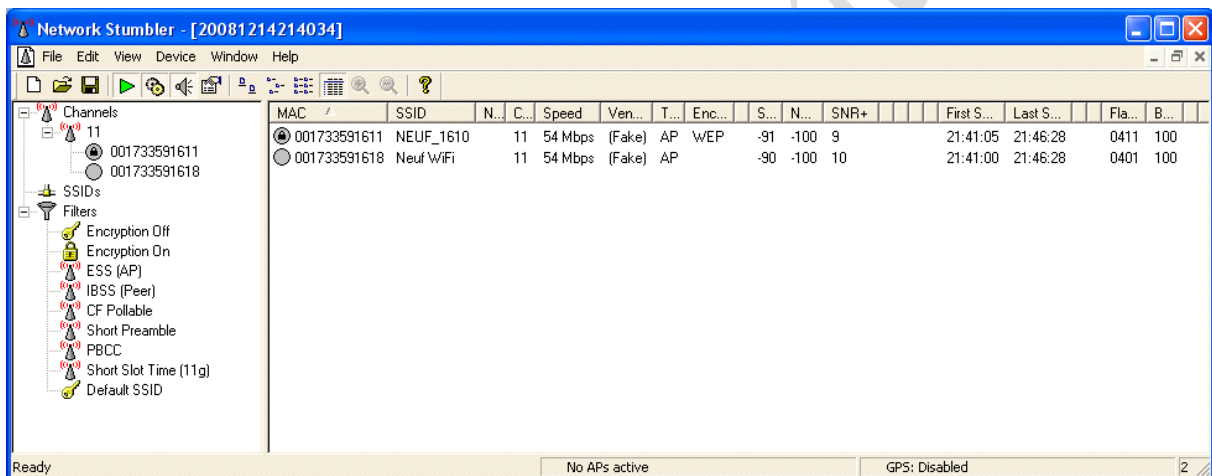 Network Stumbler - [20081214214034]
File Edit View Device Window Help
Channels
11
001733591611
001733591618
SSIDs
Filters
Encryption Off
Encryption On
ESS (AP)
IBSS (Peer)
CF Pollable
Short Preamble
PBCC
Short Slot Time (11g)
Default SSID
MAC SSID N... C... Speed Ven... T... Enc... S... N... SNR+ First S... Last S... Fla... B...
001733591611 NEUF_1610 11 54 Mbps (Fake) AP WEP -91 -100 9 21:41:05 21:46:28 0411 100
001733591618 Neuf WiFi 11 54 Mbps (Fake) AP -90 -100 10 21:41:00 21:46:28 0401 100
Ready No APs active GPS: Disabled 2